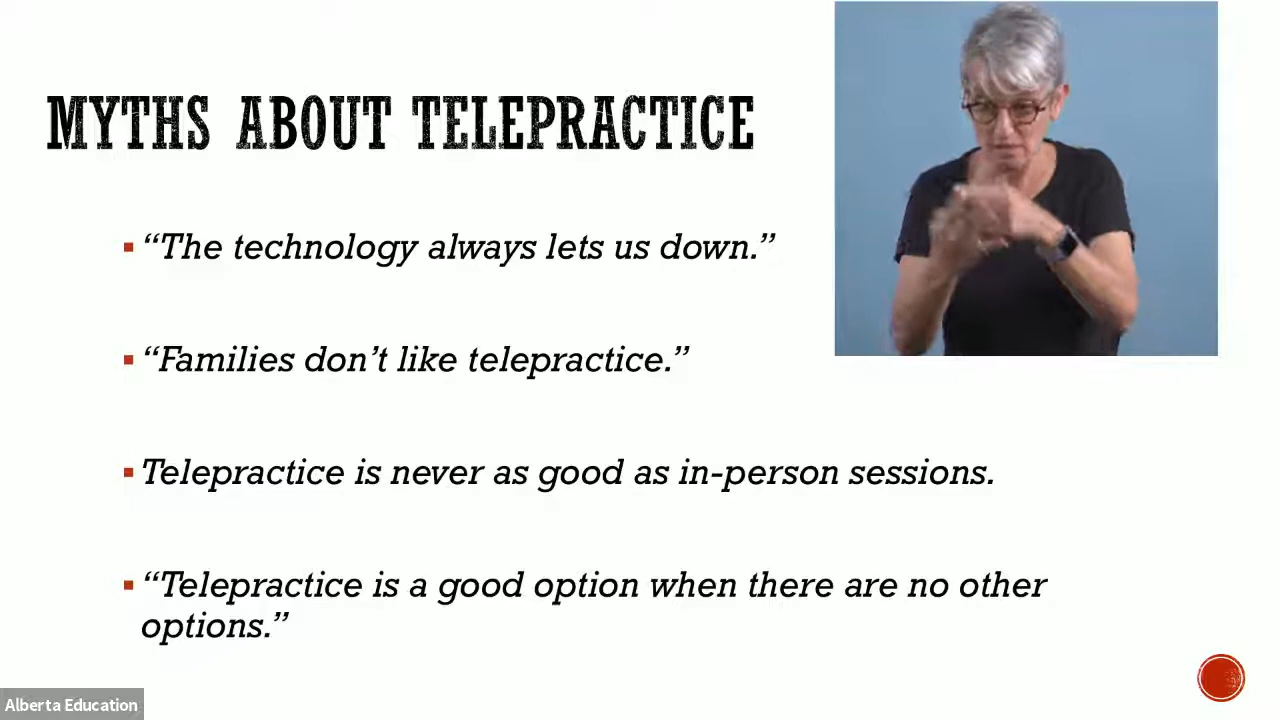 MYTHS ABOUT TELEPRACTICE
“The technology always lets us down.”
“Families don’t like telepractice.”
Telepractice is never as good as in-person sessions.
“Telepractice is a good option when there are no other
options.”
Alberta Education